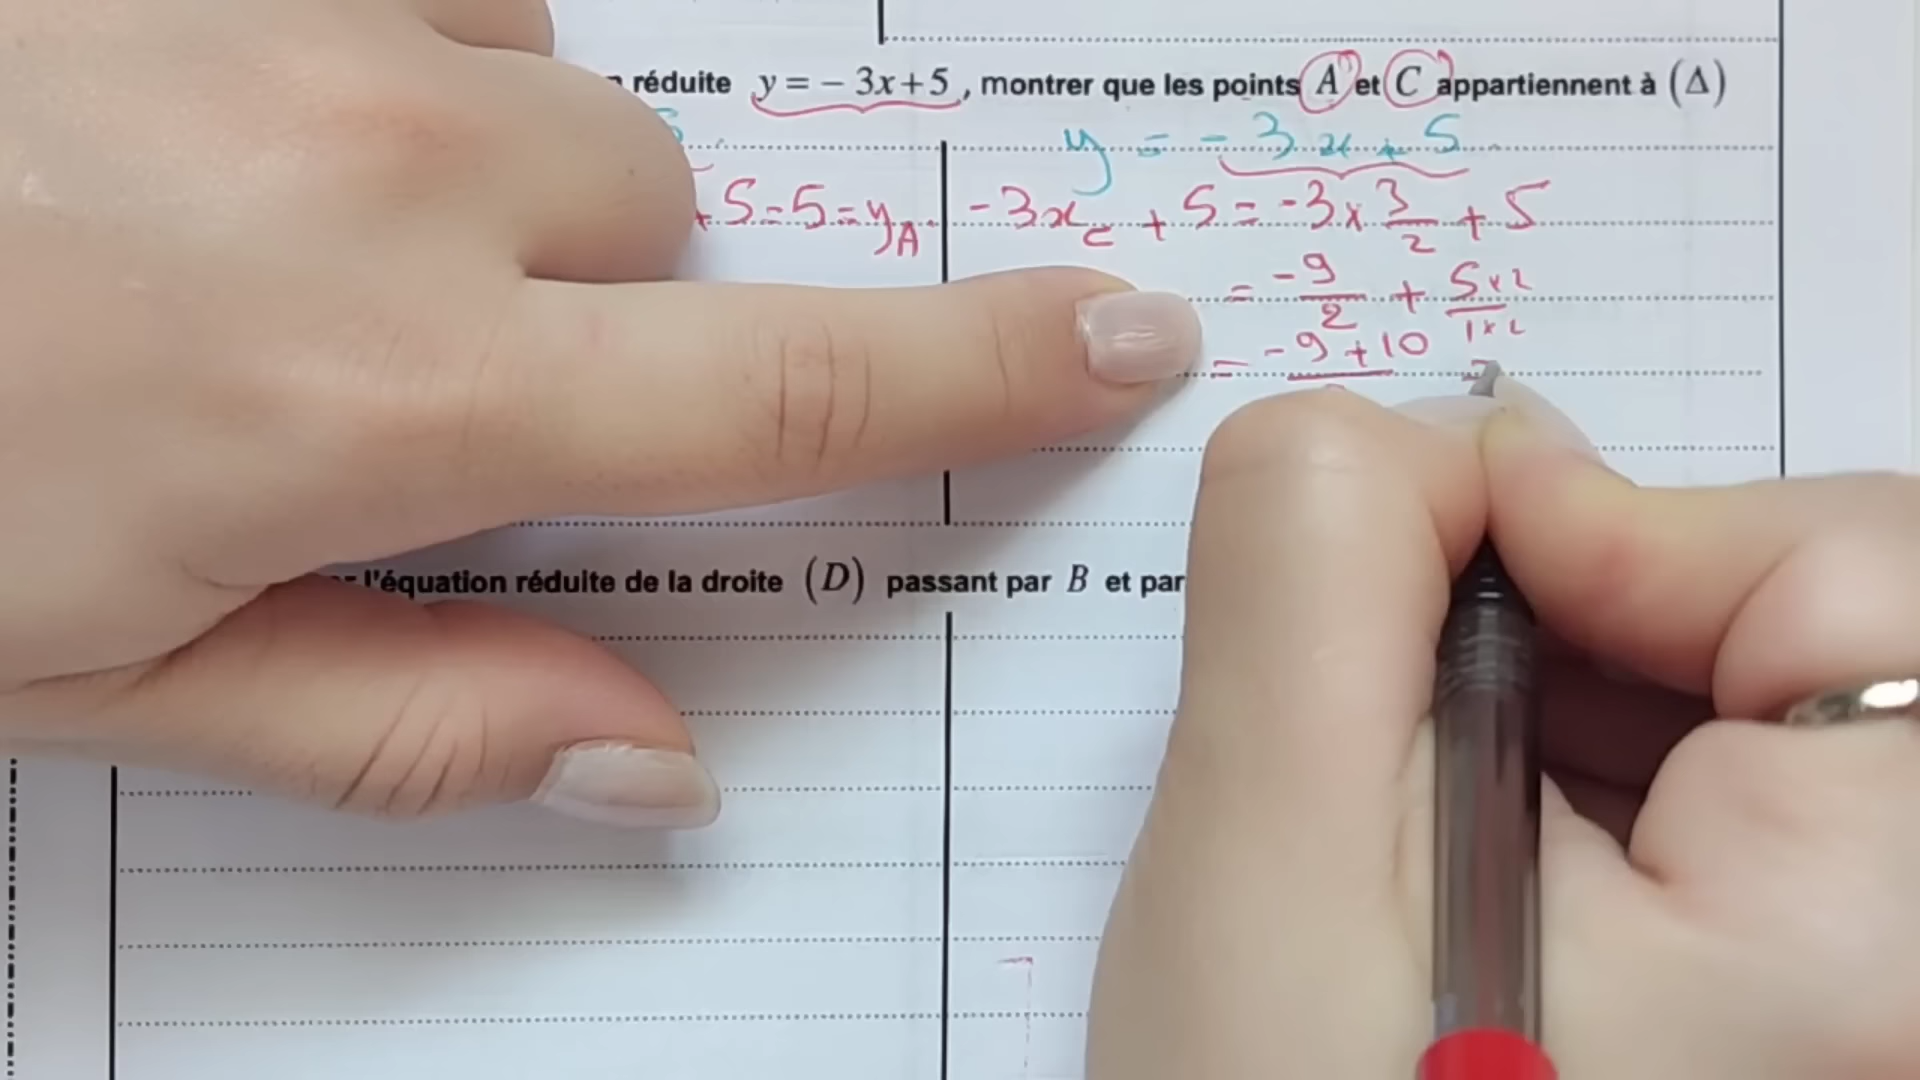 réduite y = - 3x+5 , montrer que les points A et C appartiennent à (Δ)
y = -3x + 5
+ 5 = 5 = yA
-3xC + 5 = -3 × 3/2 + 5
= -9/2 + 5×2/1×2
= -9+10
l'équation réduite de la droite (D) passant par B et par